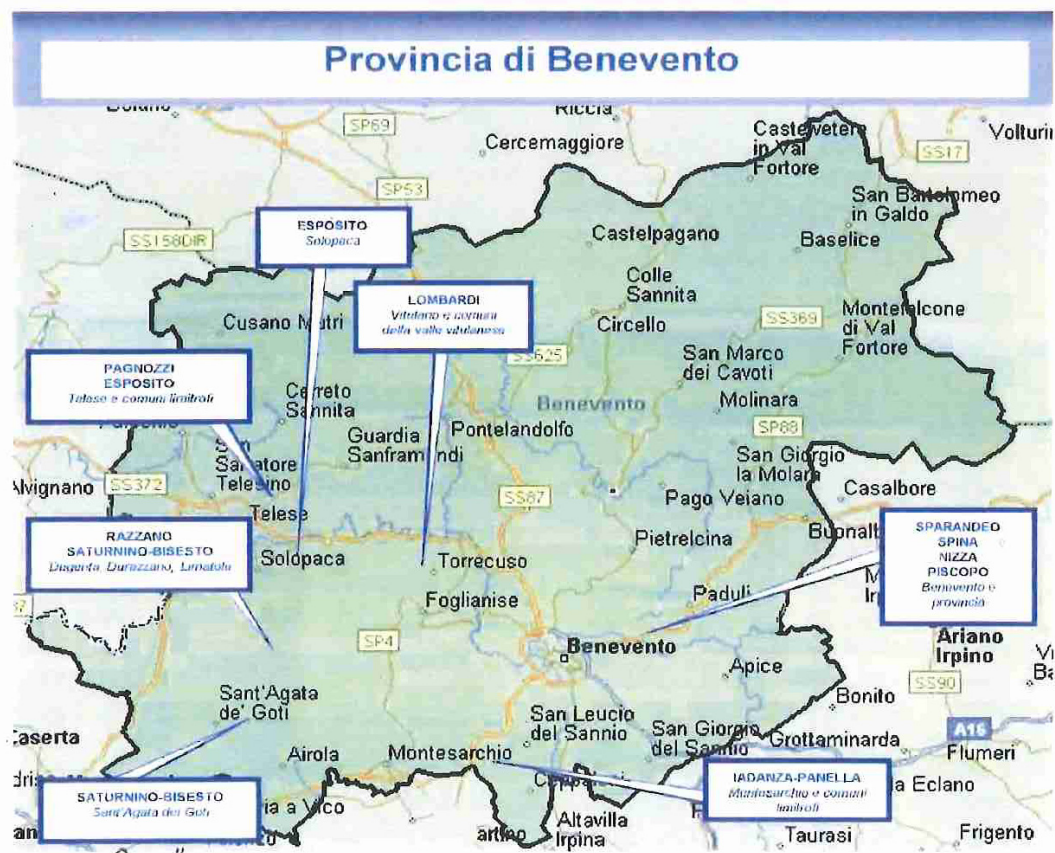 Provincia di Benevento
Riccia
SP69
Cercemaggiore
Castelvetere
in Val
Fortore
SS17
SP53
San Bartolomeo
in Galdo
ESPOSITO
Solopaca
SS158DIR
Castelpagano
Baselice
Colle
Sannita
LOMBARDI
Vitulano e comuni
della valle vitulanese
Cusano Mutri
Circello
SS369
Montefalcone
di Val
Fortore
SS625
San Marco
dei Cavoti
PAGNOZZI
ESPOSITO
Telese e comuni limitrofi
Cerreto
Sannita
Benevento
Molinara
Guardia
Sanframondi
Pontelandolfo
SP88
San Giorgio
la Molara
Salvatore
Telesino
Alvignano
SS372
SS87
Pago Veiano
Casalbore
Telese
RAZZANO
SATURNINO-BISESTO
Dugenta, Durazzano, Limatola
Solopaca
Torrecuso
Pietrelcina
SPARANDEO
SPINA
NIZZA
PISCOPO
Benevento e
provincia
Foglianise
Paduli
SP4
Benevento
Ariano
Irpino
Apice
SS90
Sant'Agata
de' Goti
San Leucio
del Sannio
San Giorgio
del Sannio
Bonito
A16
Caserta
Airola
Montesarchio
Grottaminarda
Flumeri
SATURNINO-BISESTO
Sant'Agata dei Goti
IADANZA-PANELLA
Montesarchio e comuni
limitrofi
Altavilla
Irpina
Taurasi
Frigento